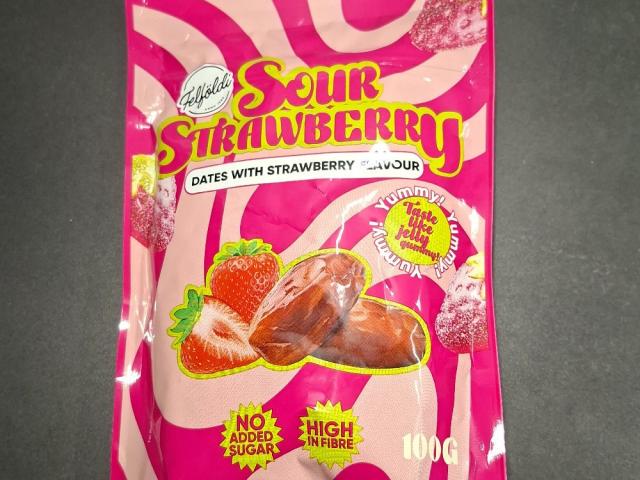 Felföldi
SOUR
STRAWBERRY
DATES WITH STRAWBERRY FLAVOUR
Yummy! Yummy! Yummy!
Taste
like
jelly
gummy!
NO
ADDED
SUGAR
HIGH
IN FIBRE
100G